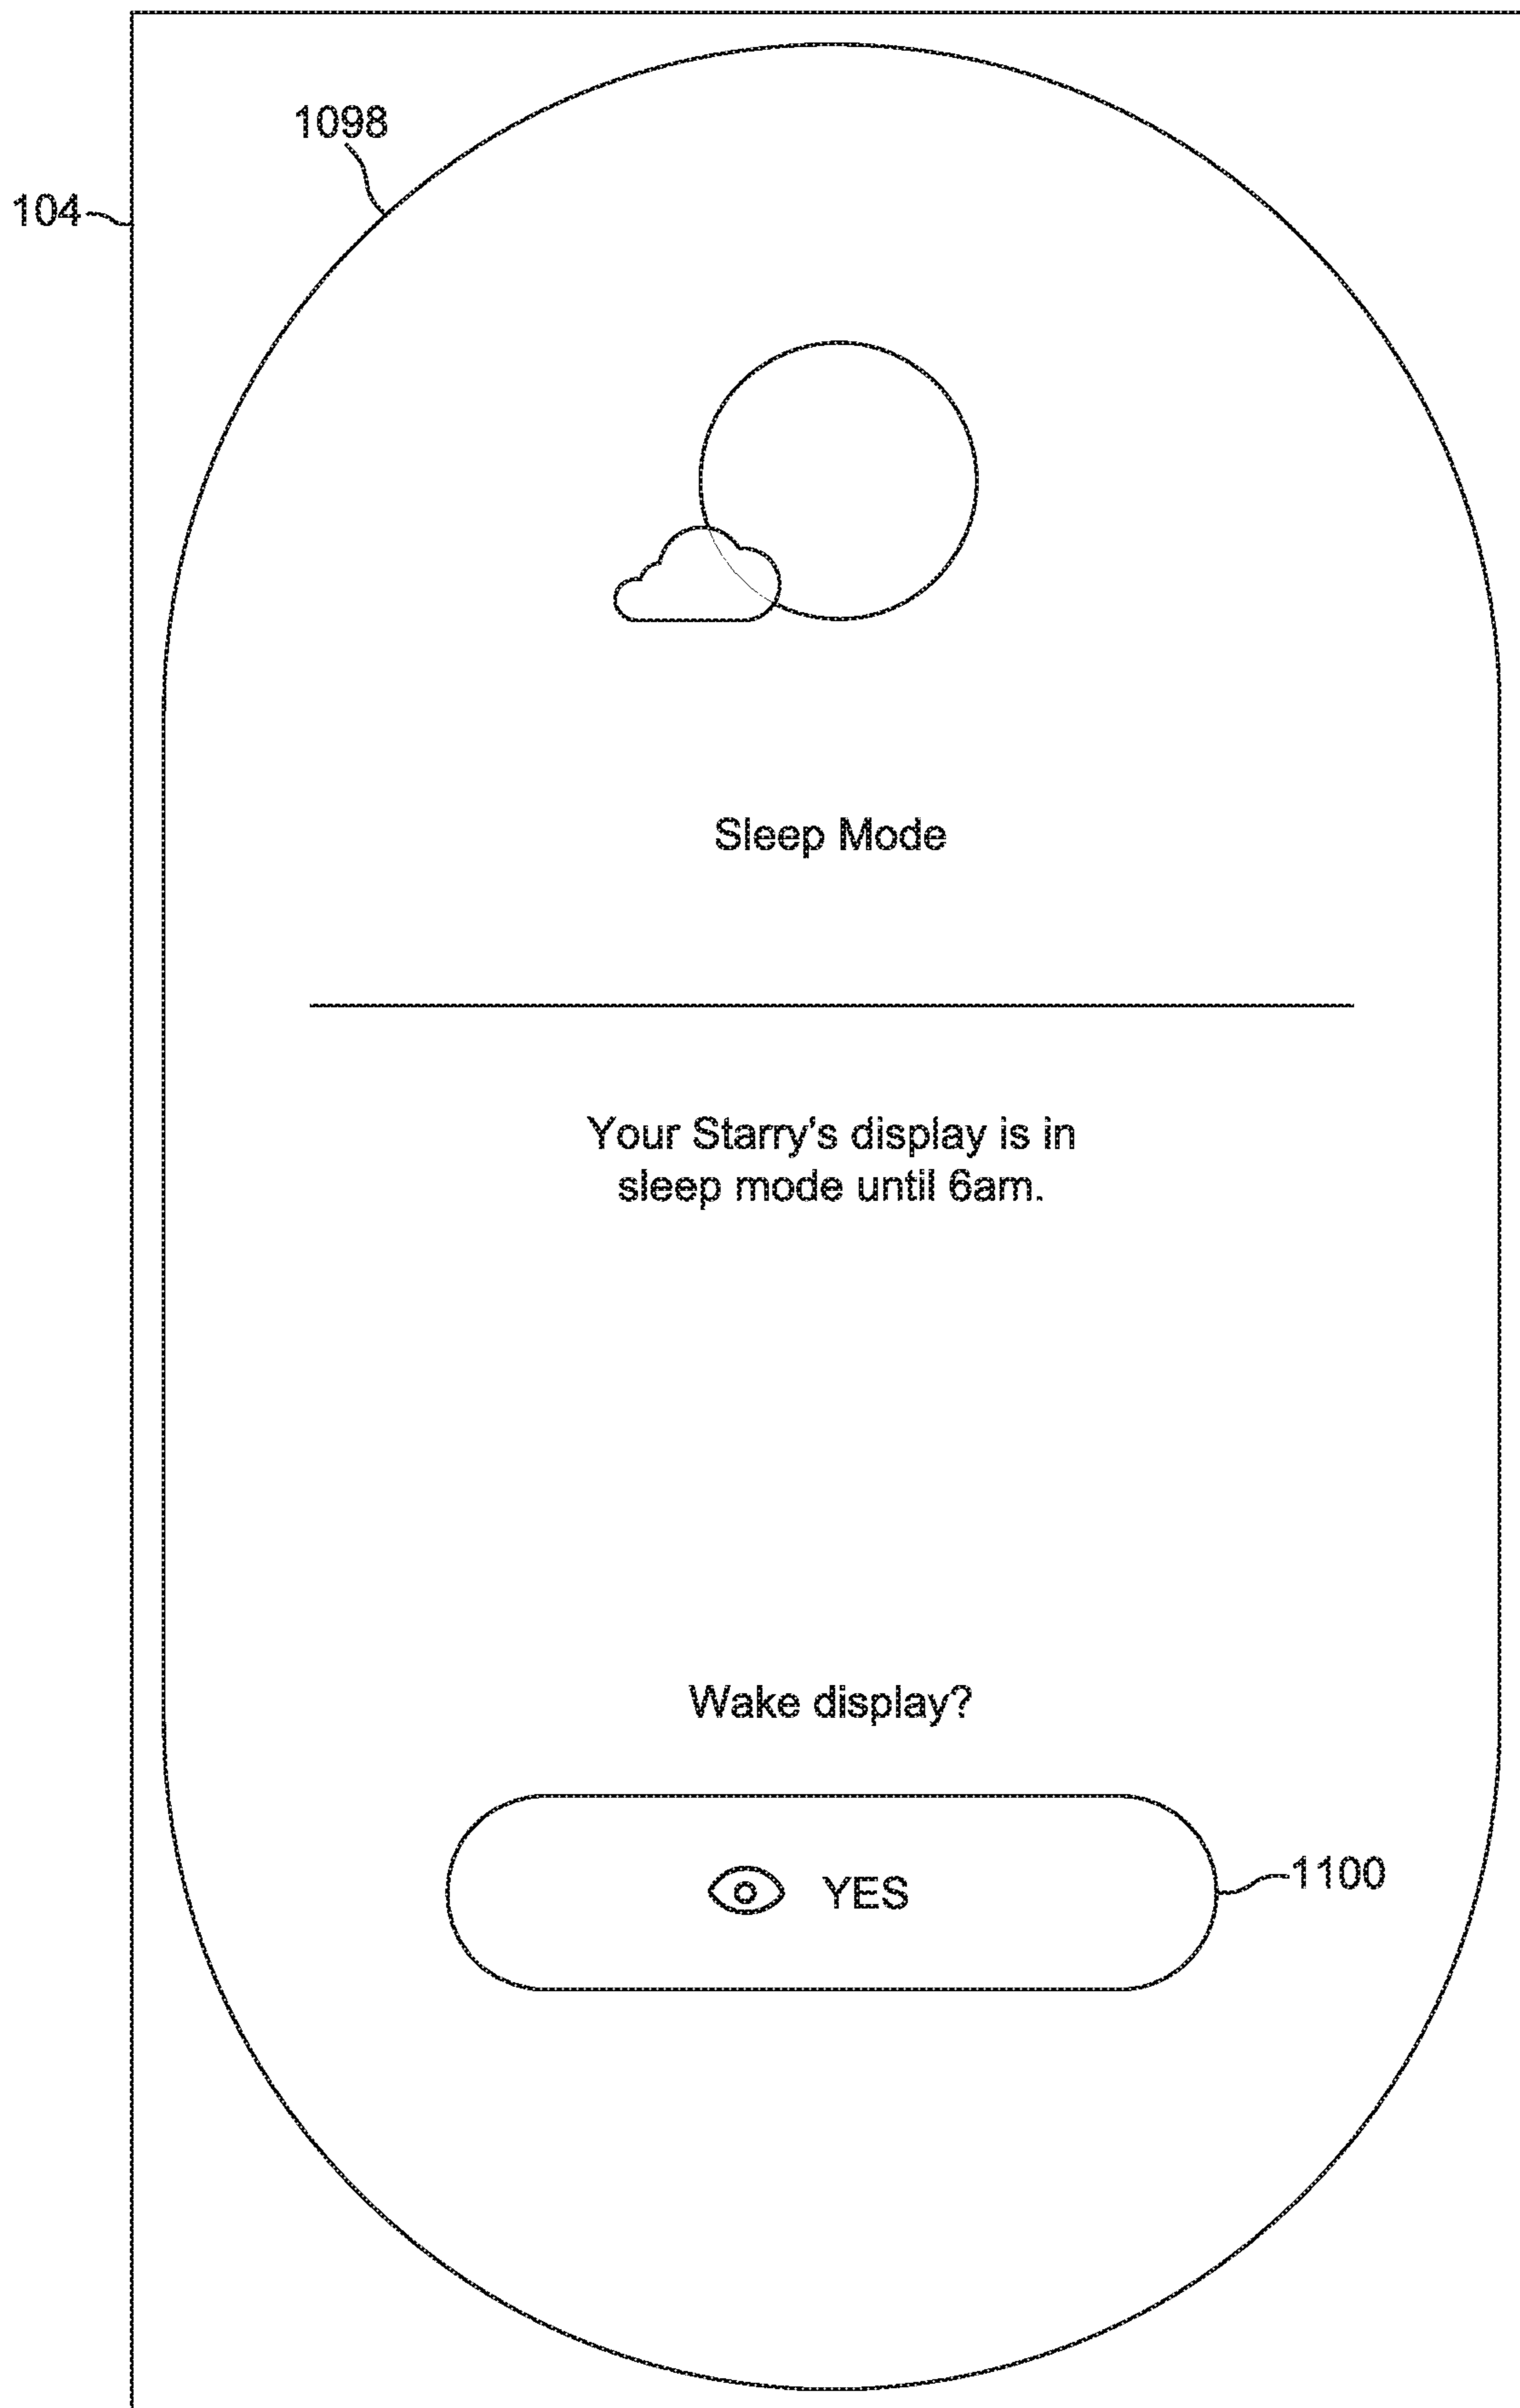 1098
104
Sleep Mode
Your Starry's display is in
sleep mode until 6am.
Wake display?
YES
1100